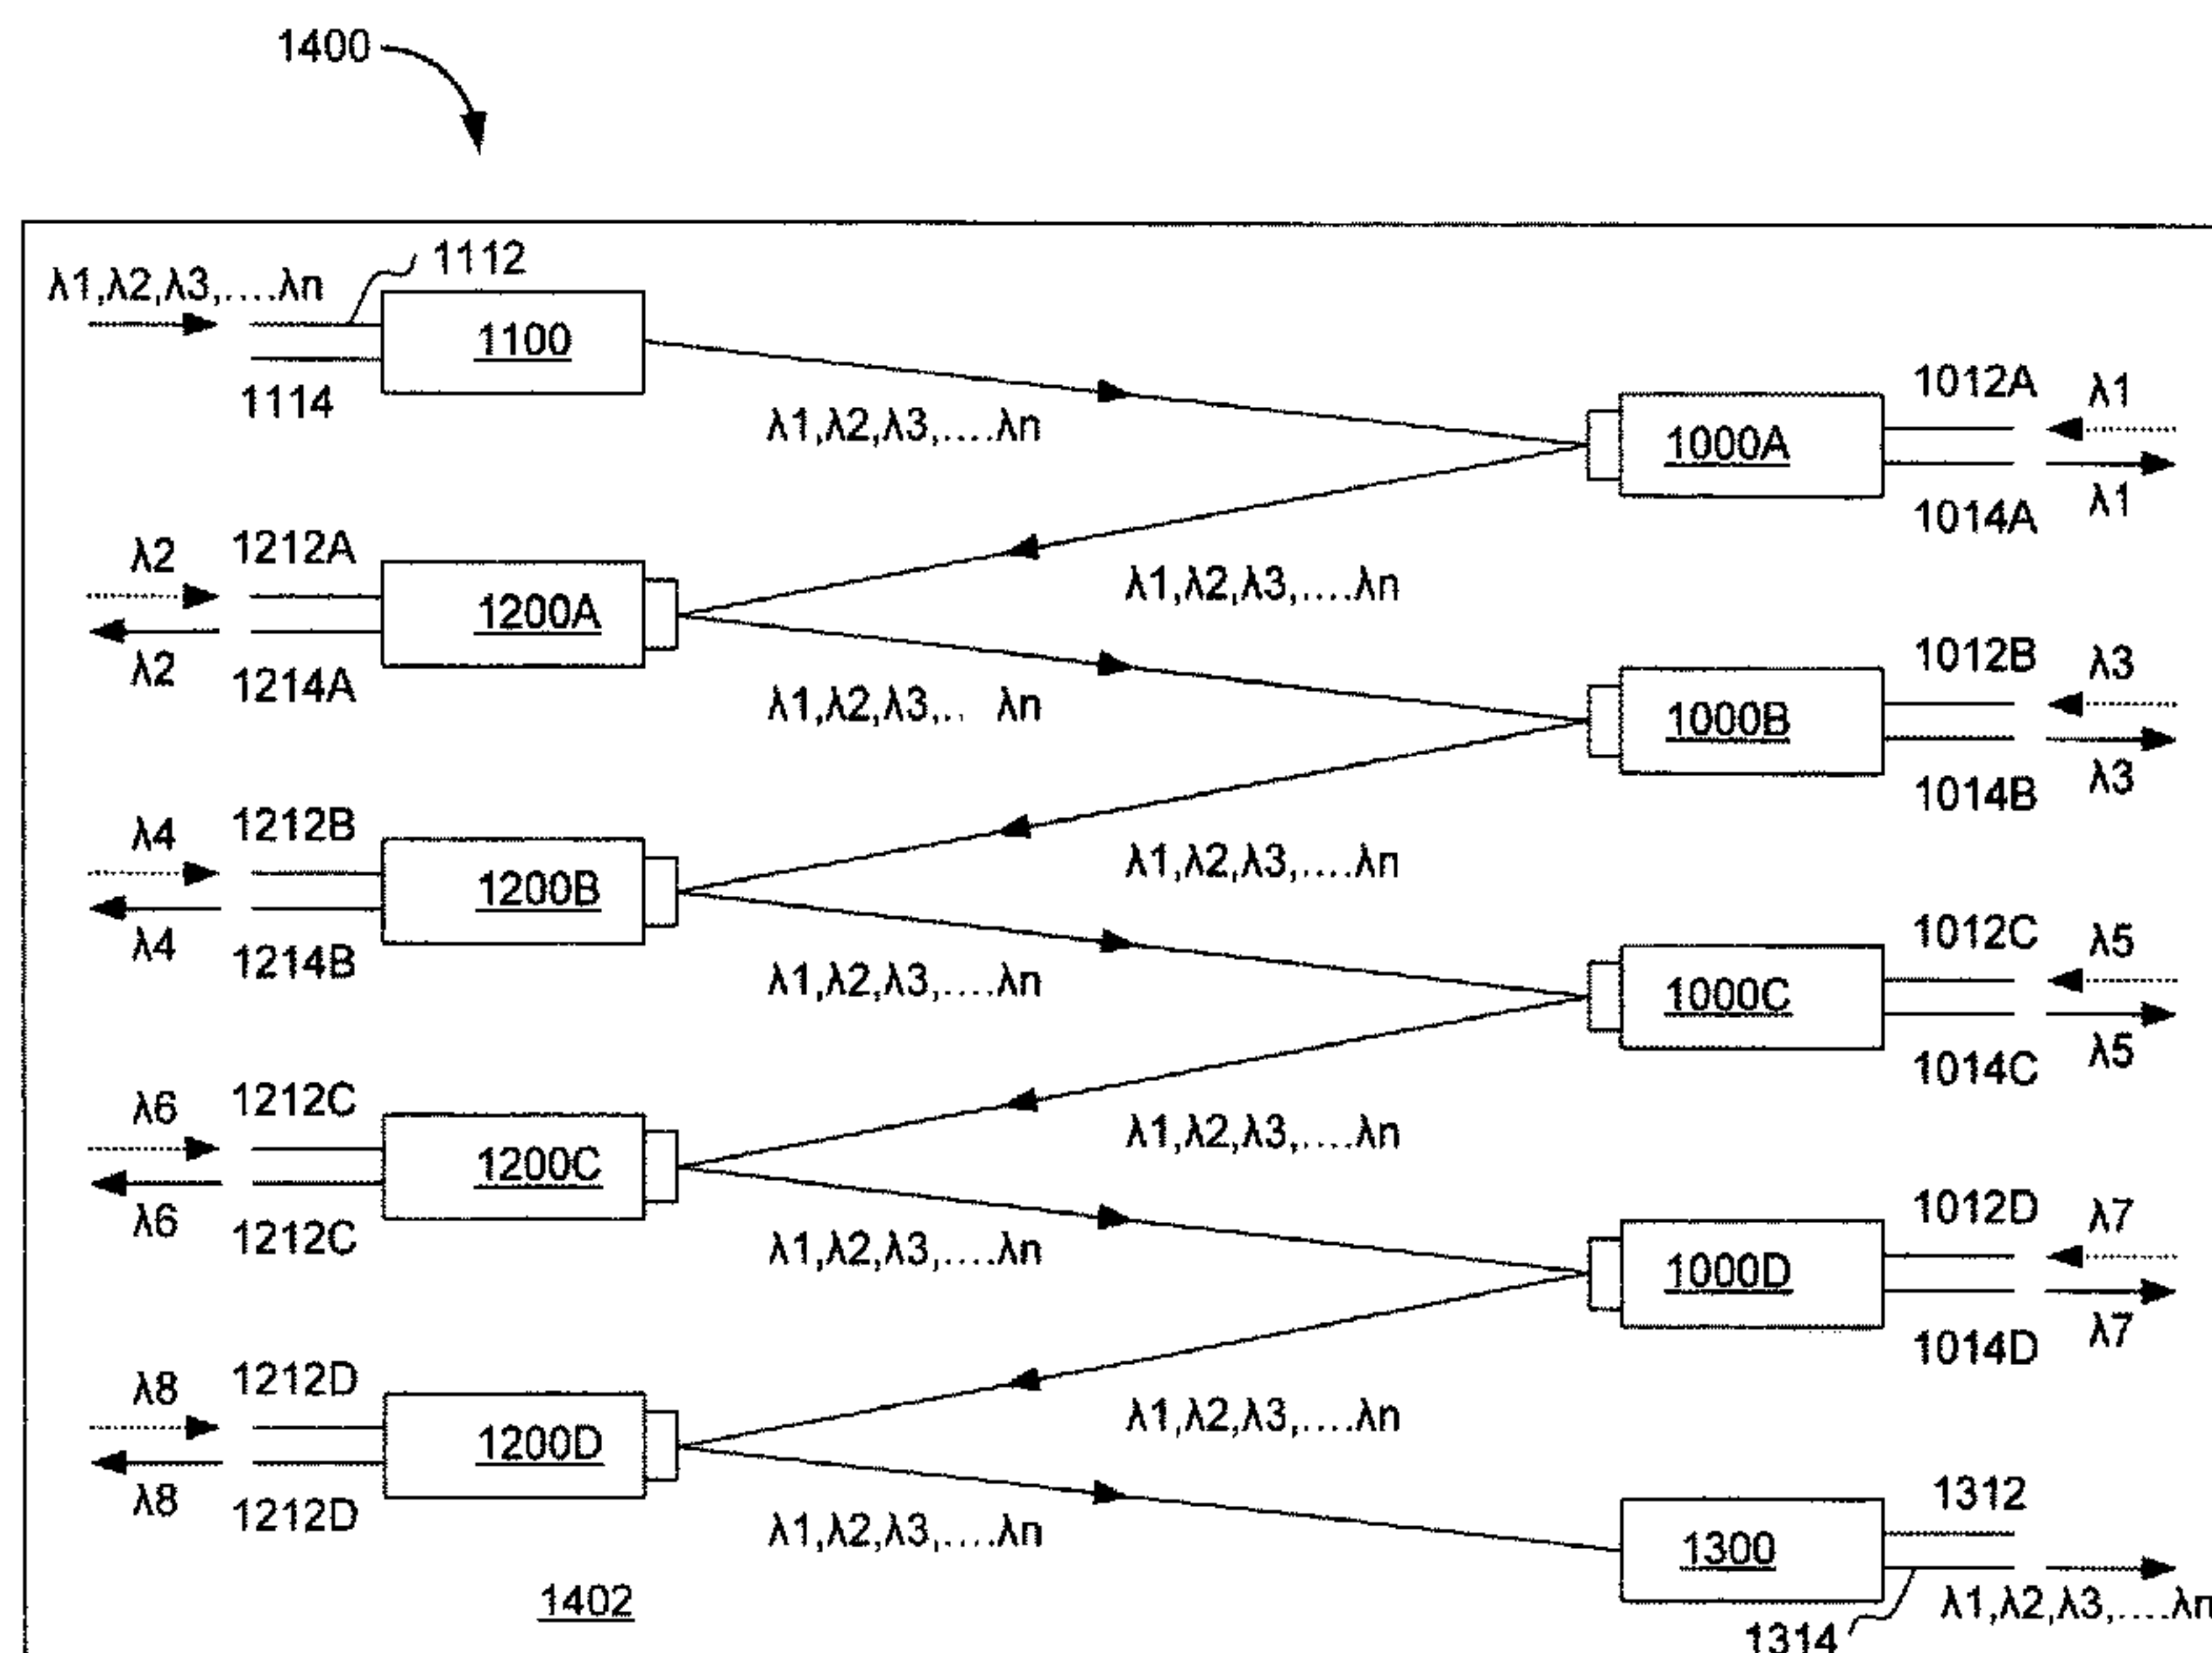 1400
λ1,λ2,λ3,....λn
1112
1100
1114
λ1,λ2,λ3,....λn
1012A
λ1
1000A
1014A
λ1
λ2
1212A
1200A
λ2
1214A
λ1,λ2,λ3,....λn
λ1,λ2,λ3,.. λn
1012B
λ3
1000B
1014B
λ3
λ4
1212B
1200B
λ4
1214B
λ1,λ2,λ3,....λn
λ1,λ2,λ3,....λn
1012C
λ5
1000C
1014C
λ5
λ6
1212C
1200C
λ6
1212C
λ1,λ2,λ3,....λn
λ1,λ2,λ3,....λn
1012D
λ7
1000D
1014D
λ7
λ8
1212D
1200D
λ8
1212D
λ1,λ2,λ3,....λn
λ1,λ2,λ3,....λn
1312
1300
1314
λ1,λ2,λ3,....λn
1402